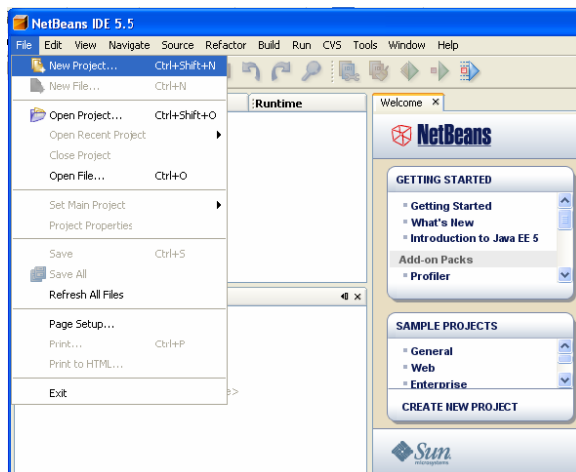 NetBeans IDE 5.5
File Edit View Navigate Source Refactor Build Run CVS Tools Window Help
New Project... Ctrl+Shift+N
New File... Ctrl+N
Open Project... Ctrl+Shift+O
Open Recent Project
Close Project
Open File... Ctrl+O
Set Main Project
Project Properties
Save Ctrl+S
Save All
Refresh All Files
Page Setup...
Print... Ctrl+P
Print to HTML...
Exit
Runtime
Welcome
NetBeans
GETTING STARTED
Getting Started
What's New
Introduction to Java EE 5
Add-on Packs
Profiler
SAMPLE PROJECTS
General
Web
Enterprise
CREATE NEW PROJECT
Sun
microsystems